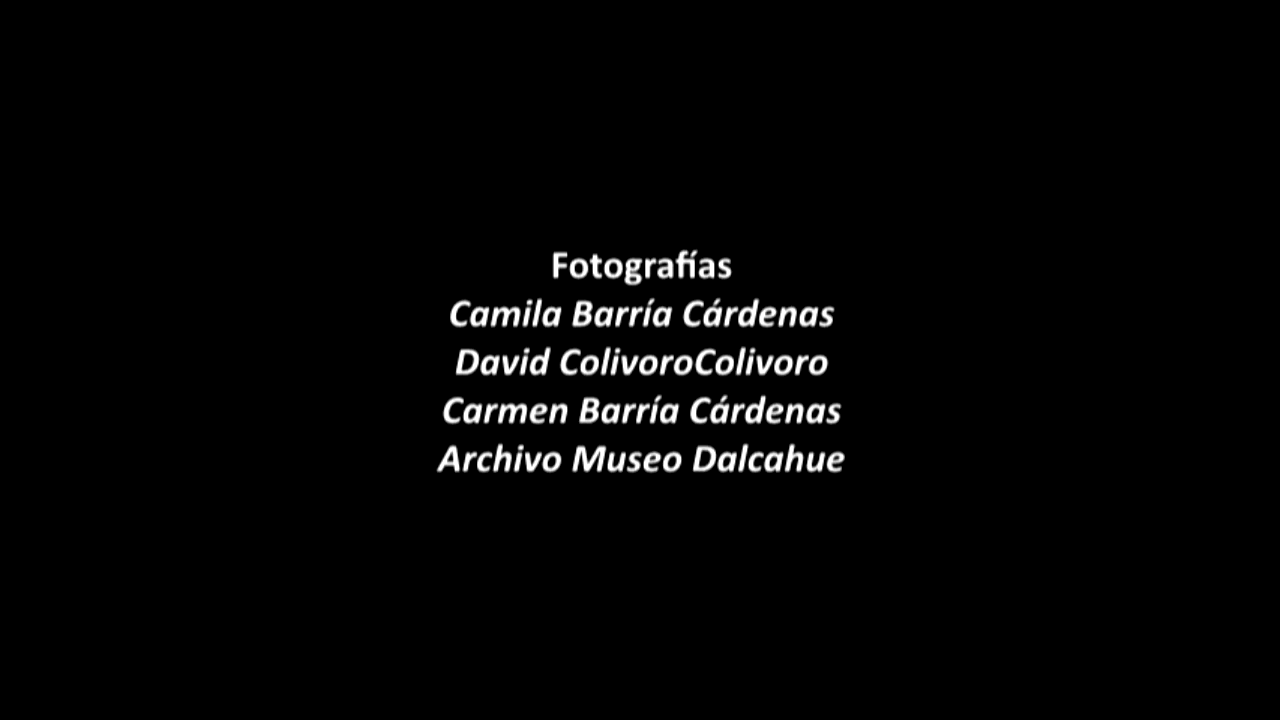 Fotografías
Camila Barría Cárdenas
David ColivoroColivoro
Carmen Barría Cárdenas
Archivo Museo Dalcahue